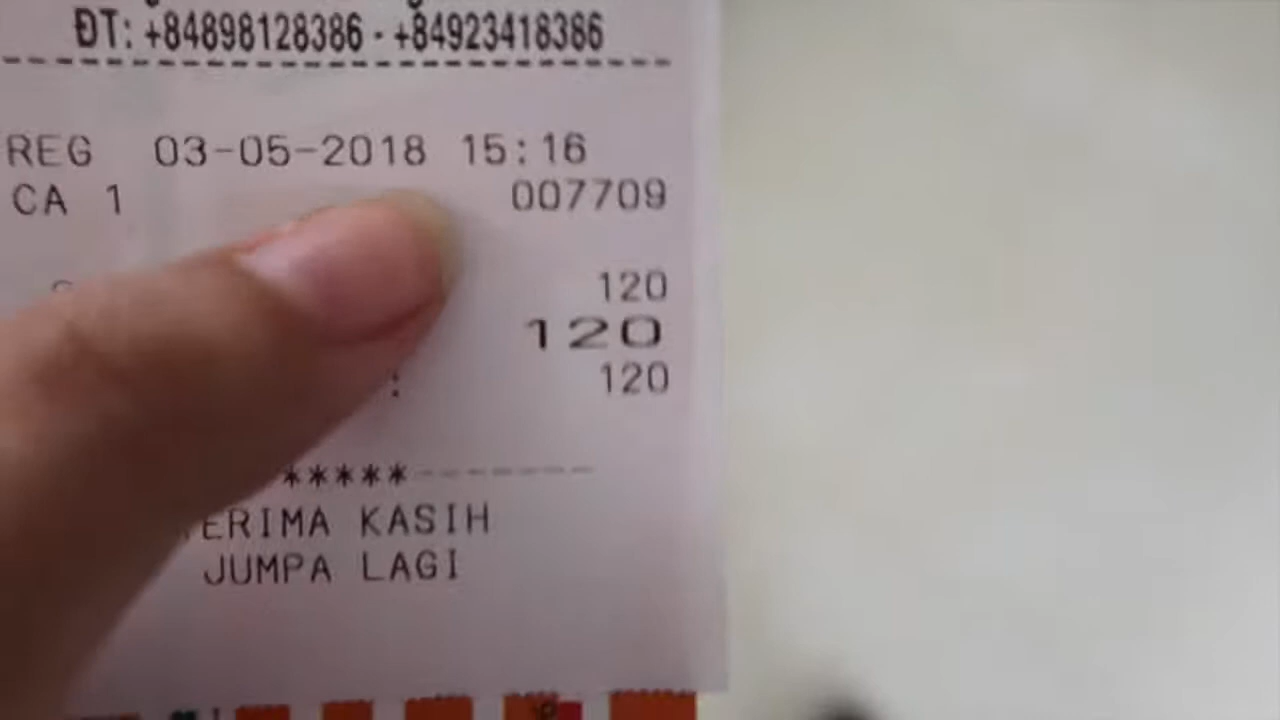 ĐT: +84898128386 - +84923418386
REG 03-05-2018 15:16
CA 1 007709
120
120
: 120
*****--------
ERIMA KASIH
JUMPA LAGI